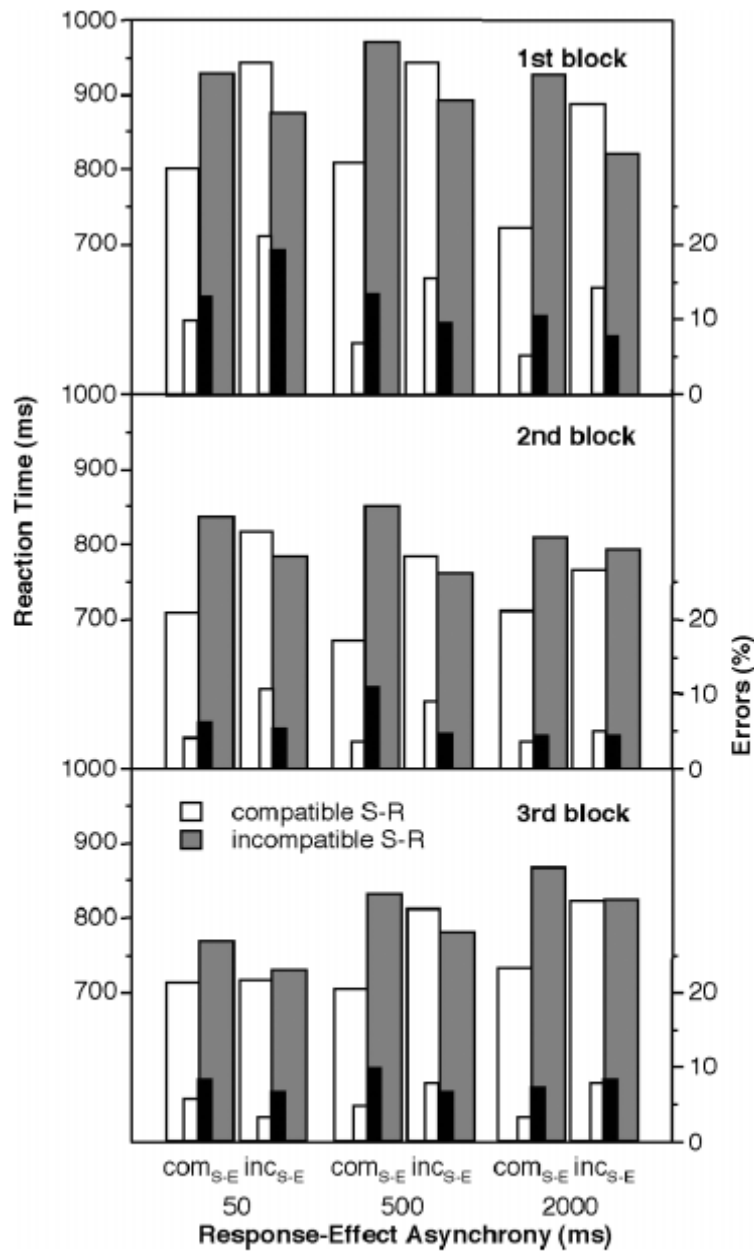 1000
1st block
900
800
700
20
10
0
1000
2nd block
900
800
700
20
10
0
1000
compatible S-R
3rd block
incompatible S-R
900
800
700
20
10
0
Reaction Time (ms)
Errors (%)
comS-E incS-E comS-E incS-E comS-E incS-E
50 500 2000
Response-Effect Asynchrony (ms)